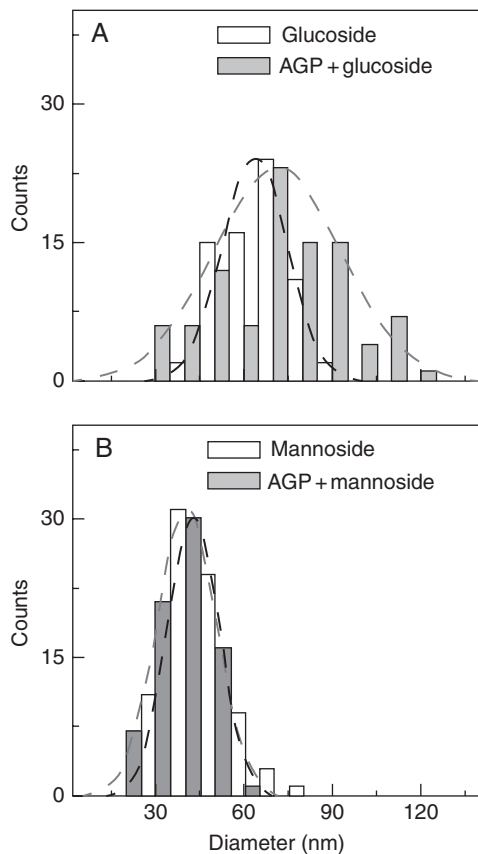 A
Glucoside
AGP + glucoside
30
15
0
Counts
B
Mannoside
AGP + mannoside
30
15
0
Counts
30 60 90 120
Diameter (nm)